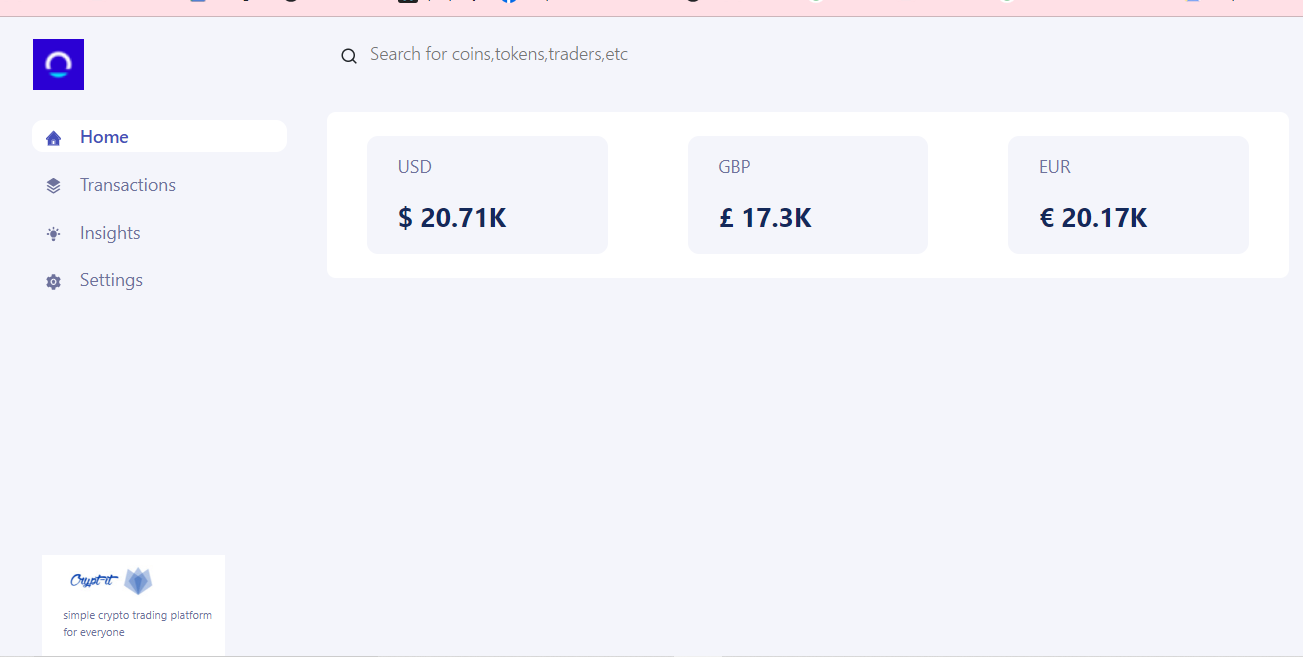 Search for coins,tokens,traders,etc
Home
Transactions
Insights
Settings
USD
$ 20.71K
GBP
£ 17.3K
EUR
€ 20.17K
Crypt-it
simple crypto trading platform
for everyone